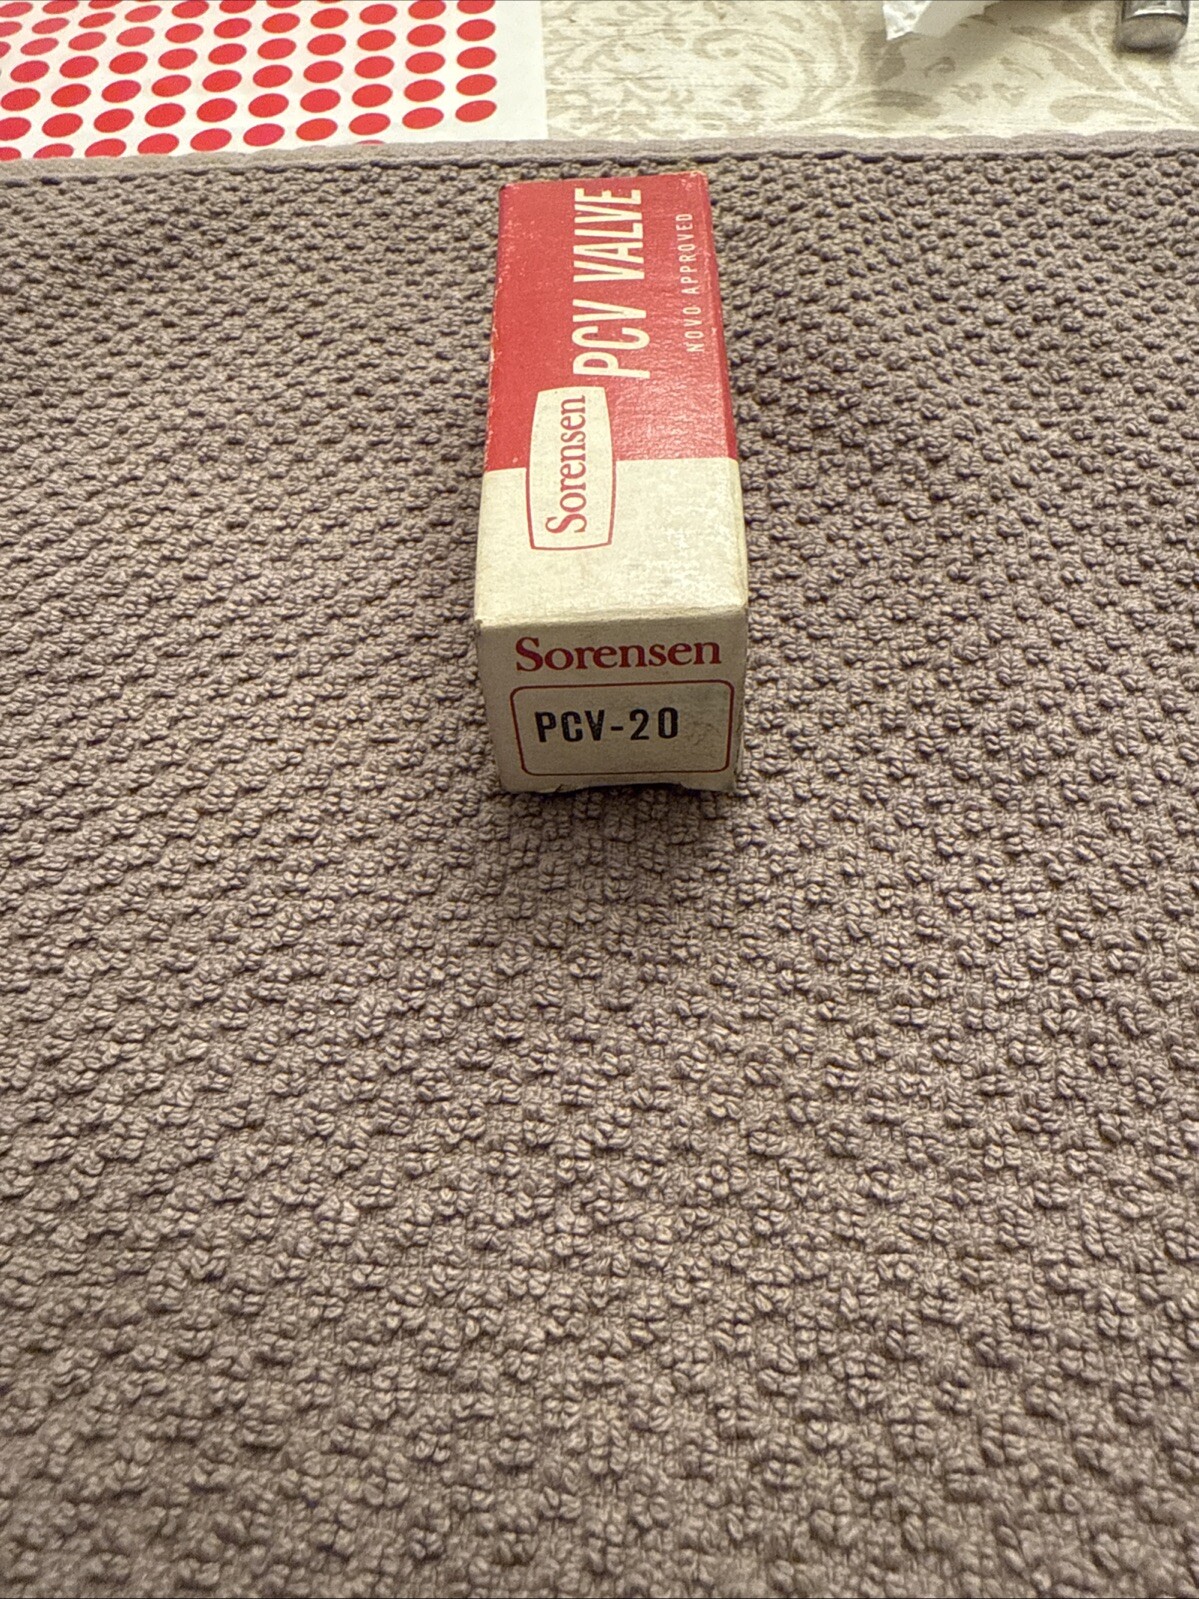 Sorensen
PCV VALVE
NOVO APPROVED
Sorensen
PCV-20